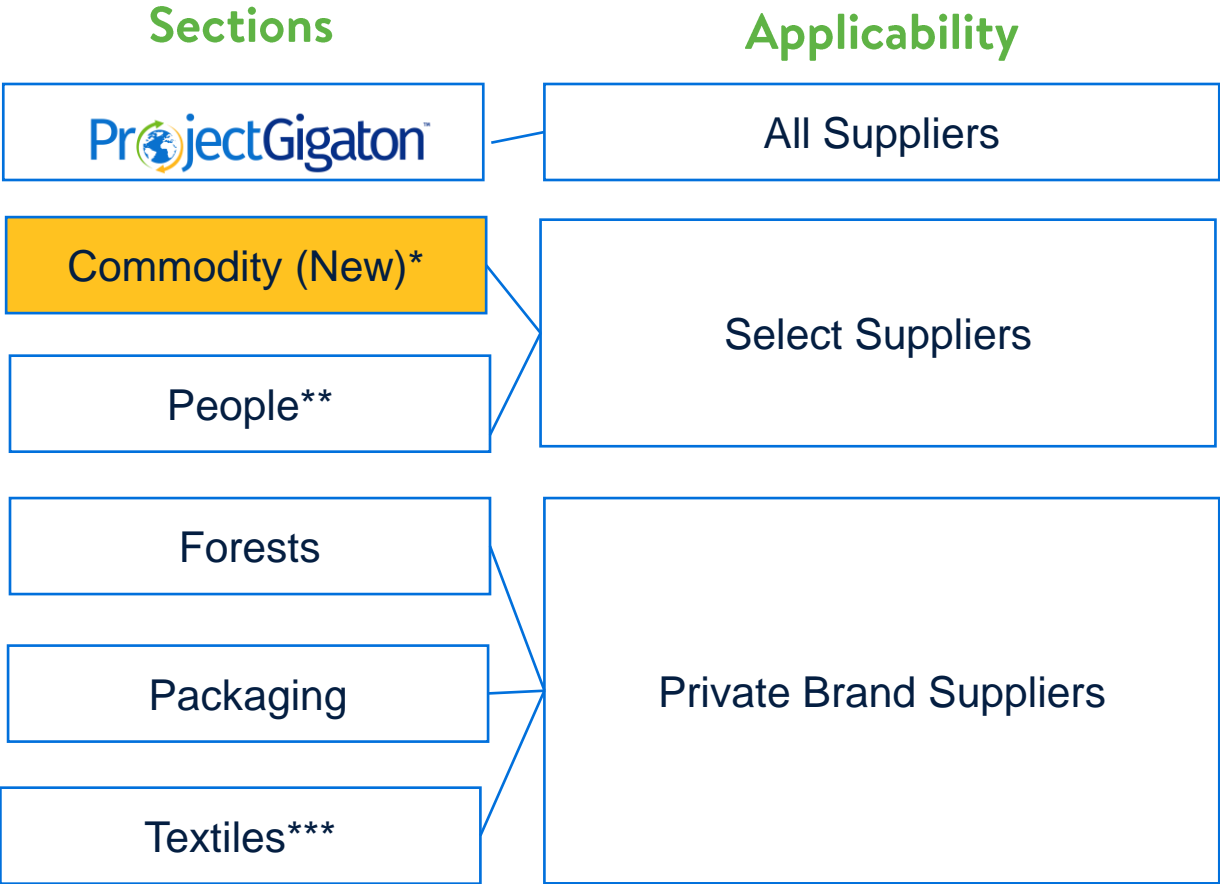 Sections
Applicability
ProjectGigaton™
All Suppliers
Commodity (New)*
Select Suppliers
People**
Forests
Packaging
Private Brand Suppliers
Textiles***